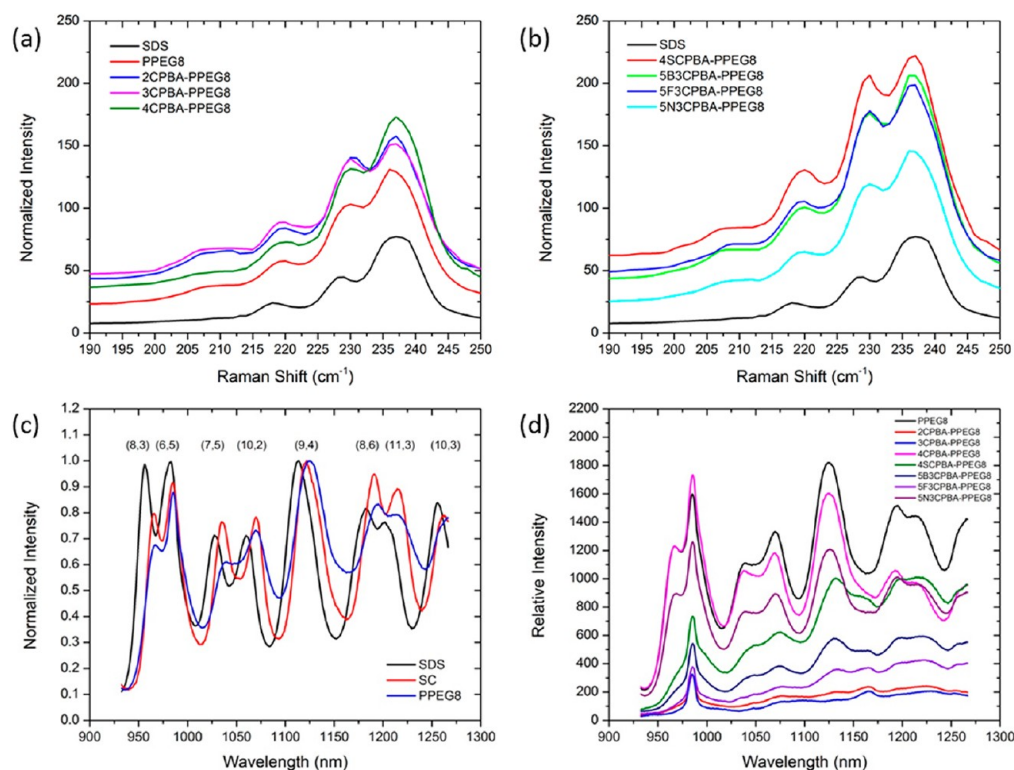 (a)
250
200
150
100
50
0
Normalized Intensity
SDS
PPEG8
2CPBA-PPEG8
3CPBA-PPEG8
4CPBA-PPEG8
190 195 200 205 210 215 220 225 230 235 240 245 250
Raman Shift (cm⁻¹)
(b)
250
200
150
100
50
0
Normalized Intensity
SDS
4SCPBA-PPEG8
5B3CPBA-PPEG8
5F3CPBA-PPEG8
5N3CPBA-PPEG8
190 195 200 205 210 215 220 225 230 235 240 245 250
Raman Shift (cm⁻¹)
(c)
1.2
1.1
1.0
0.9
0.8
0.7
0.6
0.5
0.4
0.3
0.2
0.1
0.0
Normalized Intensity
(8.3) (6,5) (7,5) (10,2) (9,4) (8,6) (11,3) (10,3)
SDS
SC
PPEG8
900 950 1000 1050 1100 1150 1200 1250 1300
Wavelength (nm)
(d)
2200
2000
1800
1600
1400
1200
1000
800
600
400
200
0
Relative Intensity
PPEG8
2CPBA-PPEG8
3CPBA-PPEG8
4CPBA-PPEG8
4SCPBA-PPEG8
5B3CPBA-PPEG8
5F3CPBA-PPEG8
5N3CPBA-PPEG8
900 950 1000 1050 1100 1150 1200 1250 1300
Wavelength (nm)